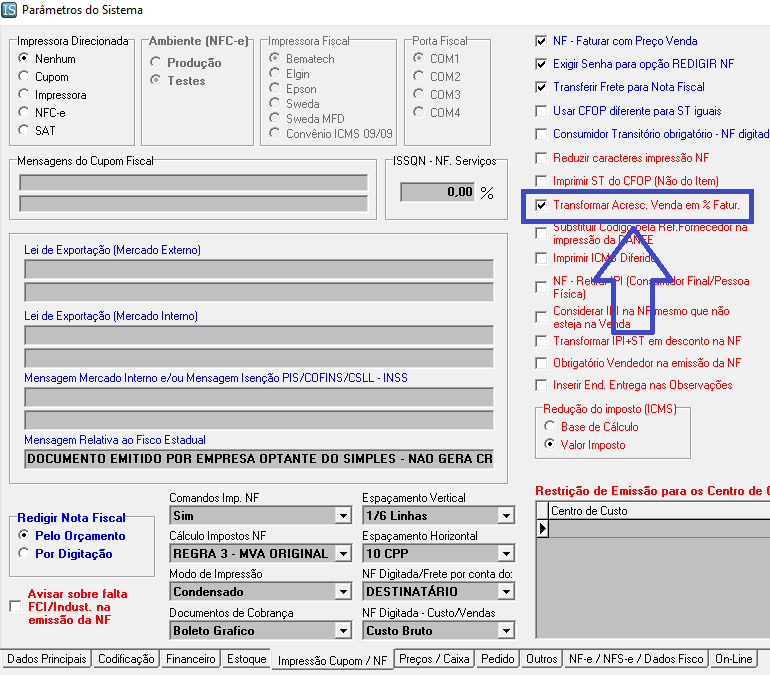 IS Parâmetros do Sistema
Impressora Direcionada
Nenhum
Cupom
Impressora
NFC-e
SAT
Ambiente (NFC-e)
Produção
Testes
Impressora Fiscal
Bematech
Elgin
Epson
Sweda
Sweda MFD
Convênio ICMS 09/09
Porta Fiscal
COM1
COM2
COM3
COM4
Mensagens do Cupom Fiscal
ISSQN - NF. Serviços
0,00 %
Lei de Exportação (Mercado Externo)
Lei de Exportação (Mercado Interno)
Mensagem Mercado Interno e/ou Mensagem Isenção PIS/COFINS/CSLL - INSS
Mensagem Relativa ao Fisco Estadual
DOCUMENTO EMITIDO POR EMPRESA OPTANTE DO SIMPLES - NAO GERA CR
Redigir Nota Fiscal
Pelo Orçamento
Por Digitação
Avisar sobre falta
FCI/Indust. na
emissão da NF
Comandos Imp. NF
Sim
Cálculo Impostos NF
REGRA 3 - MVA ORIGINAL
Modo de Impressão
Condensado
Documentos de Cobrança
Boleto Grafico
Espaçamento Vertical
1/6 Linhas
Espaçamento Horizontal
10 CPP
NF Digitada/Frete por conta do:
DESTINATÁRIO
NF Digitada - Custo/Vendas
Custo Bruto
NF - Faturar com Preço Venda
Exigir Senha para opção REDIGIR NF
Transferir Frete para Nota Fiscal
Usar CFOP diferente para ST iguais
Consumidor Transitório obrigatório - NF digitad
Reduzir caracteres impressão NF
Imprimir ST do CFOP (Não do Item)
Transformar Acresc. Venda em % Fatur.
Substituir Código pela Ref.Fornecedor na
impressão da DANFE
Imprimir ICMS Diferido
NF - Retirar IPI (Consumidor Final/Pessoa
Física)
Considerar IPI na NF mesmo que não
esteja na Venda
Transformar IPI+ST em desconto na NF
Obrigatório Vendedor na emissão da NF
Inserir End. Entrega nas Observações
Redução do imposto (ICMS)
Base de Cálculo
Valor Imposto
Restrição de Emissão para os Centro de C
Centro de Custo
Dados Principais
Codificação
Financeiro
Estoque
Impressão Cupom / NF
Preços / Caixa
Pedido
Outros
NF-e / NFS-e / Dados Fisco
On-Line